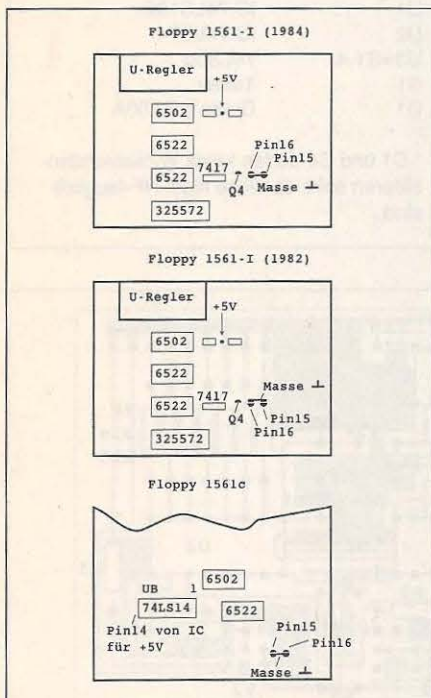 Floppy 1561-I (1984)
U-Regler
+5V
6502
6522
6522
7417
Pin16
Pin15
Q4
Masse
325572
Floppy 1561-I (1982)
U-Regler
+5V
6502
6522
6522
7417
Masse
Q4
Pin15
Pin16
325572
Floppy 1561c
6502
UB 1
74LS14
6522
Pin14 von IC
für +5V
Pin15
Pin16
Masse